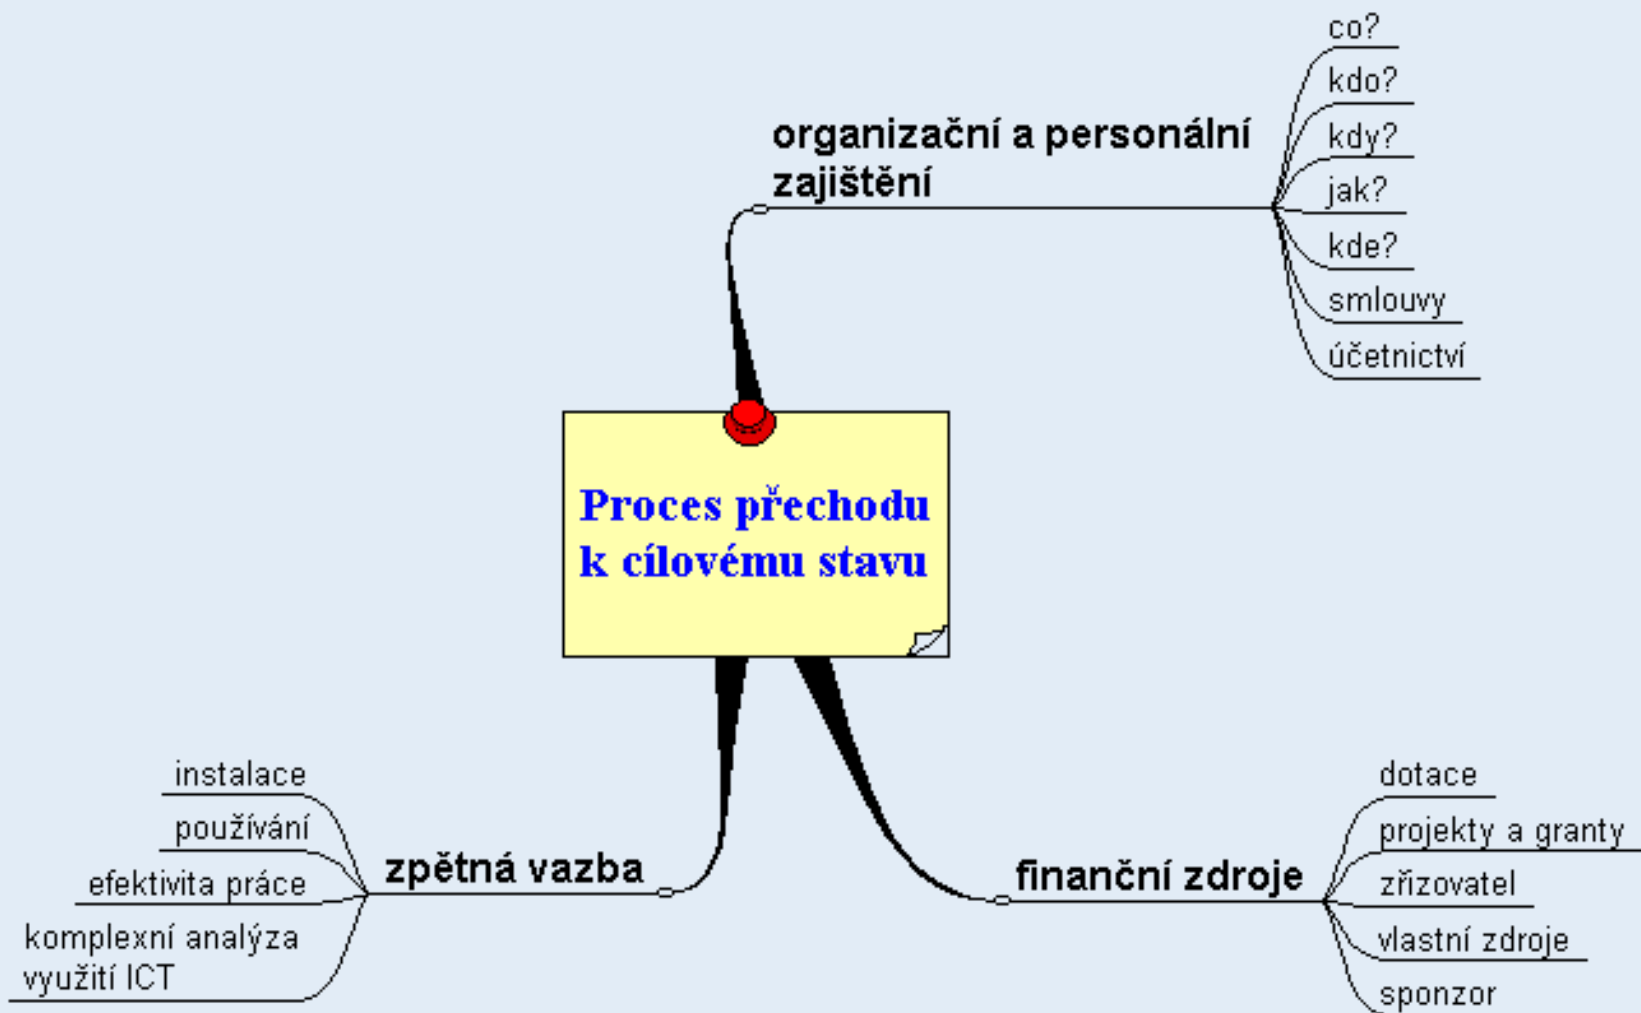 co?
kdo?
kdy?
jak?
kde?
smlouvy
účetnictví
organizační a personální
zajištění
Proces přechodu
k cílovému stavu
instalace
používání
efektivita práce
komplexní analýza
využití ICT
zpětná vazba
finanční zdroje
dotace
projekty a granty
zřizovatel
vlastní zdroje
sponzor